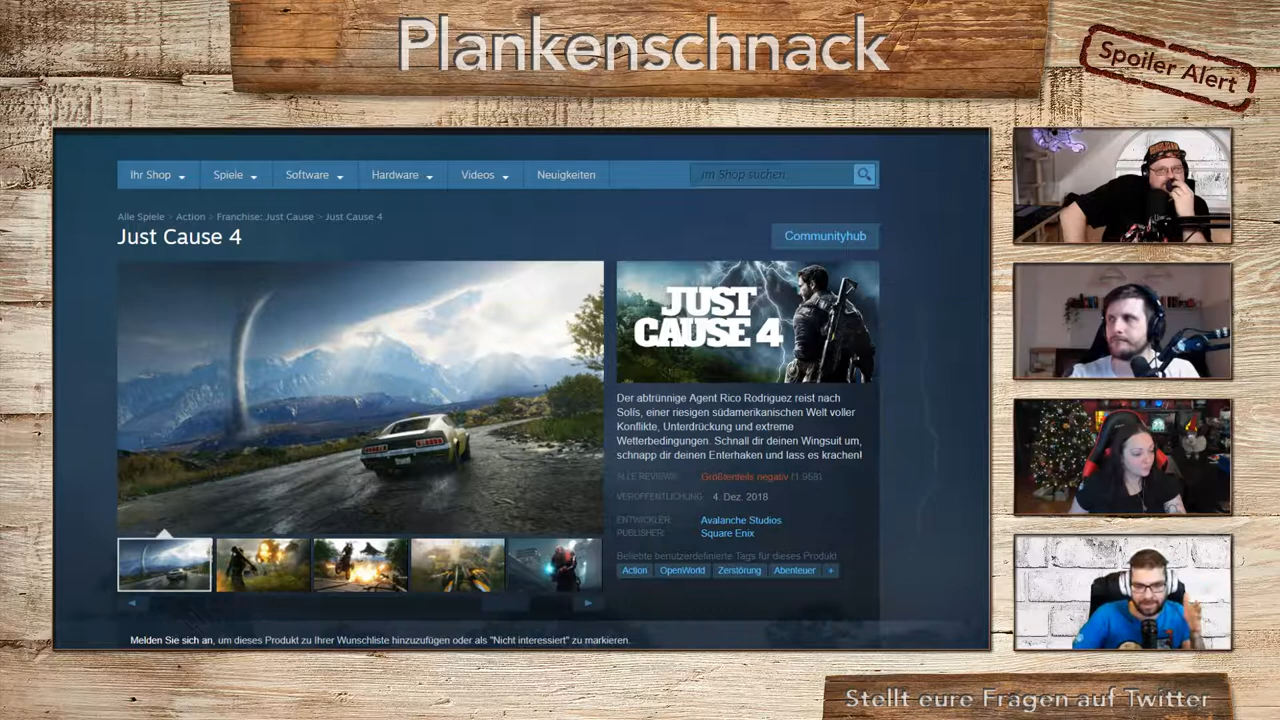 Plankenschnack
Spoiler Alert
Ihr Shop
Spiele
Software
Hardware
Videos
Neuigkeiten
im Shop suchen
Alle Spiele > Action > Franchise: Just Cause > Just Cause 4
Just Cause 4
Communityhub
JUST
CAUSE 4
Der abtrünnige Agent Rico Rodriguez reist nach
Solís, einer riesigen südamerikanischen Welt voller
Konflikte, Unterdrückung und extreme
Wetterbedingungen. Schnall dir deinen Wingsuit um,
schnapp dir deinen Enterhaken und lass es krachen!
ALLE REVIEWS: Größtenteils negativ (1.958)
VERÖFFENTLICHUNG: 4. Dez. 2018
ENTWICKLER: Avalanche Studios
PUBLISHER: Square Enix
Beliebte benutzerdefinierte Tags für dieses Produkt
Action OpenWorld Zerstörung Abenteuer +
Melden Sie sich an, um dieses Produkt zu Ihrer Wunschliste hinzuzufügen oder als "Nicht interessiert" zu markieren.
Stellt eure Fragen auf Twitter